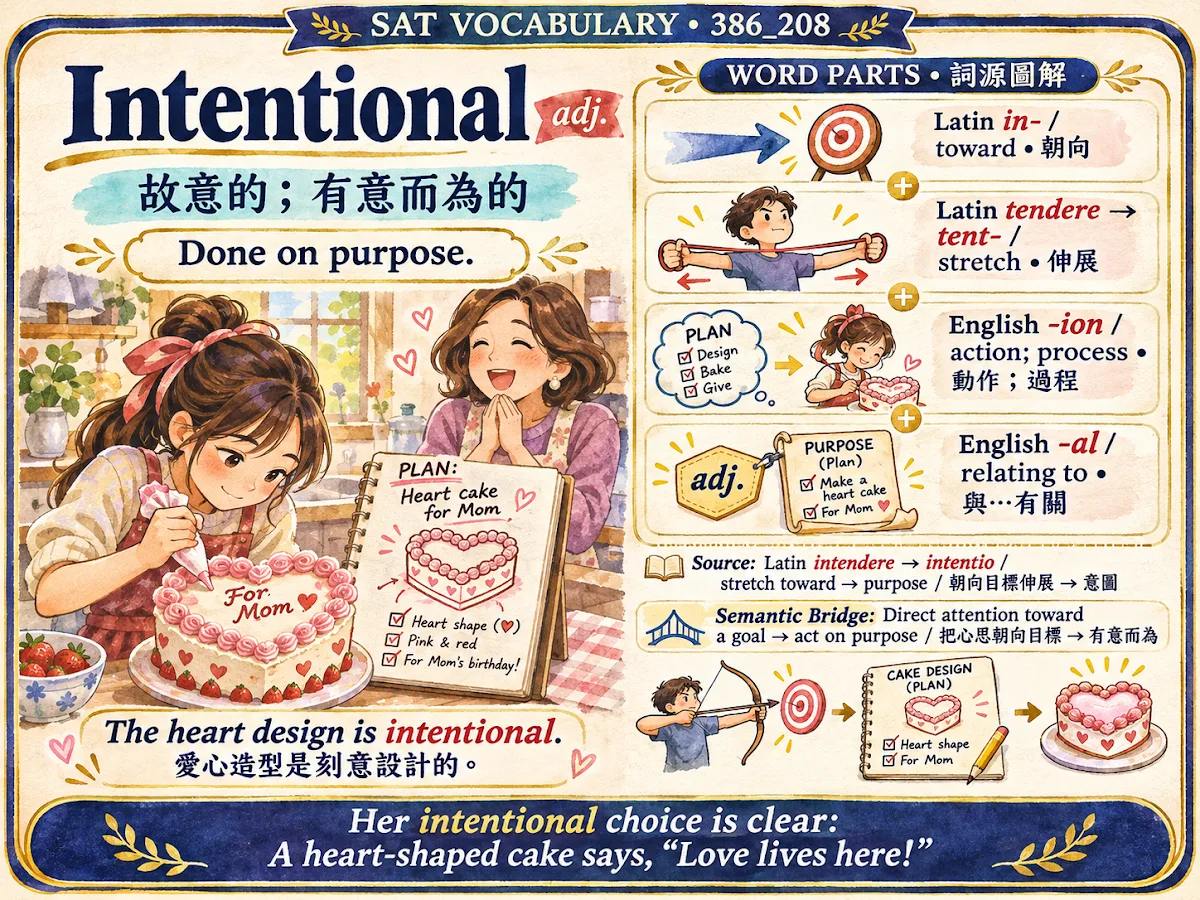 SAT VOCABULARY • 386_208
Intentional adj.
故意的；有意而為的
Done on purpose.
For
Mom
PLAN:
Heart cake
for Mom
Heart shape (♥)
Pink & red
For Mom's birthday!
The heart design is intentional.
愛心造型是刻意設計的。
WORD PARTS • 詞源圖解
Latin in- /
toward • 朝向
+
Latin tendere →
tent- /
stretch • 伸展
+
PLAN
Design
Bake
Give
English -ion /
action; process •
動作；過程
+
adj.
PURPOSE
(Plan)
Make a
heart cake
For Mom ♥
English -al /
relating to •
與…有關
Source: Latin intendere → intentio /
stretch toward → purpose / 朝向目標伸展 → 意圖
Semantic Bridge: Direct attention toward
a goal → act on purpose / 把心思朝向目標 → 有意而為
CAKE DESIGN
(PLAN)
Heart shape
For Mom
Her intentional choice is clear:
A heart-shaped cake says, “Love lives here!”